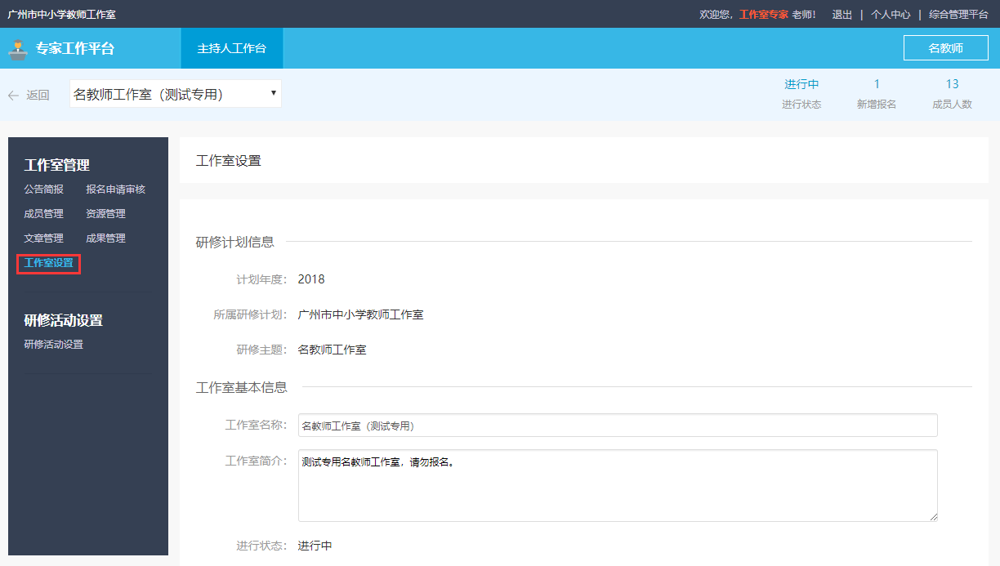 广州市中小学教师工作室
欢迎您, 工作室专家 老师! 退出 | 个人中心 | 综合管理平台
专家工作平台
主持人工作台
名教师
返回
名教师工作室（测试专用）
进行中 1 13
进行状态 新增报名 成员人数
工作室管理
公告简报 报名申请审核
成员管理 资源管理
文章管理 成果管理
工作室设置
研修活动设置
研修活动设置
工作室设置
研修计划信息
计划年度： 2018
所属研修计划： 广州市中小学教师工作室
研修主题： 名教师工作室
工作室基本信息
工作室名称： 名教师工作室（测试专用）
工作室简介： 测试专用名教师工作室，请勿报名。
进行状态： 进行中